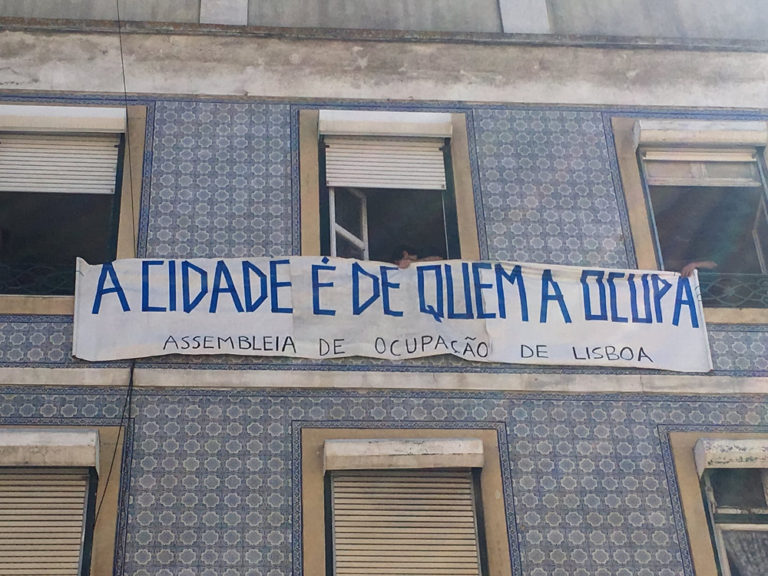 A CIDADE É DE QUEM A OCUPA
ASSEMBLEIA DE OCUPAÇÃO DE LISBOA